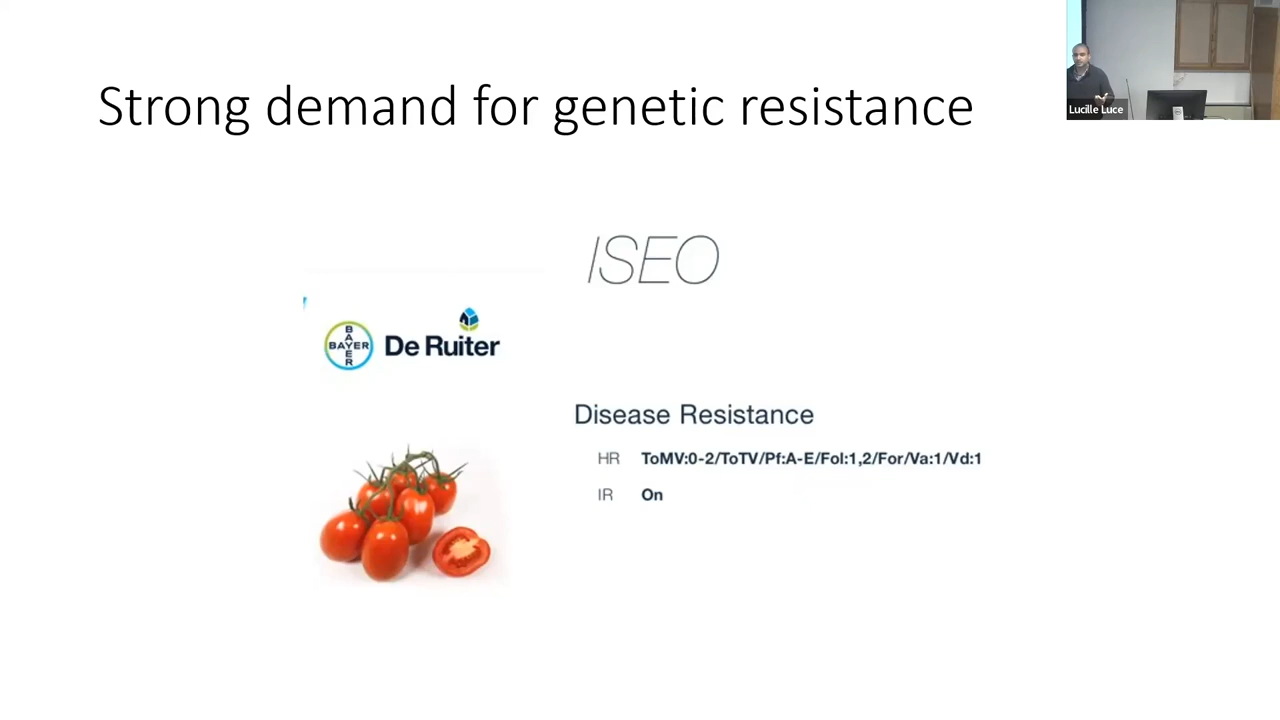 Strong demand for genetic resistance
Lucille Luce
ISEO
BAYER
BAYER
De Ruiter
Disease Resistance
HR ToMV:0-2/ToTV/Pf:A-E/Fol:1,2/For/Va:1/Vd:1
IR On